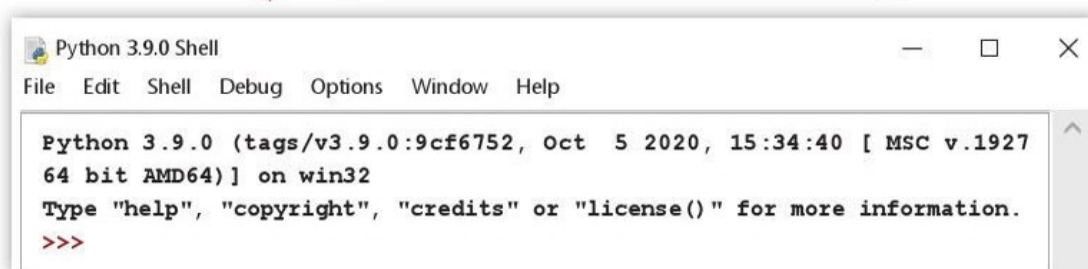 Python 3.9.0 Shell
File Edit Shell Debug Options Window Help
Python 3.9.0 (tags/v3.9.0:9cf6752, Oct  5 2020, 15:34:40 [ MSC v.1927
64 bit AMD64)] on win32
Type "help", "copyright", "credits" or "license()" for more information.
>>>